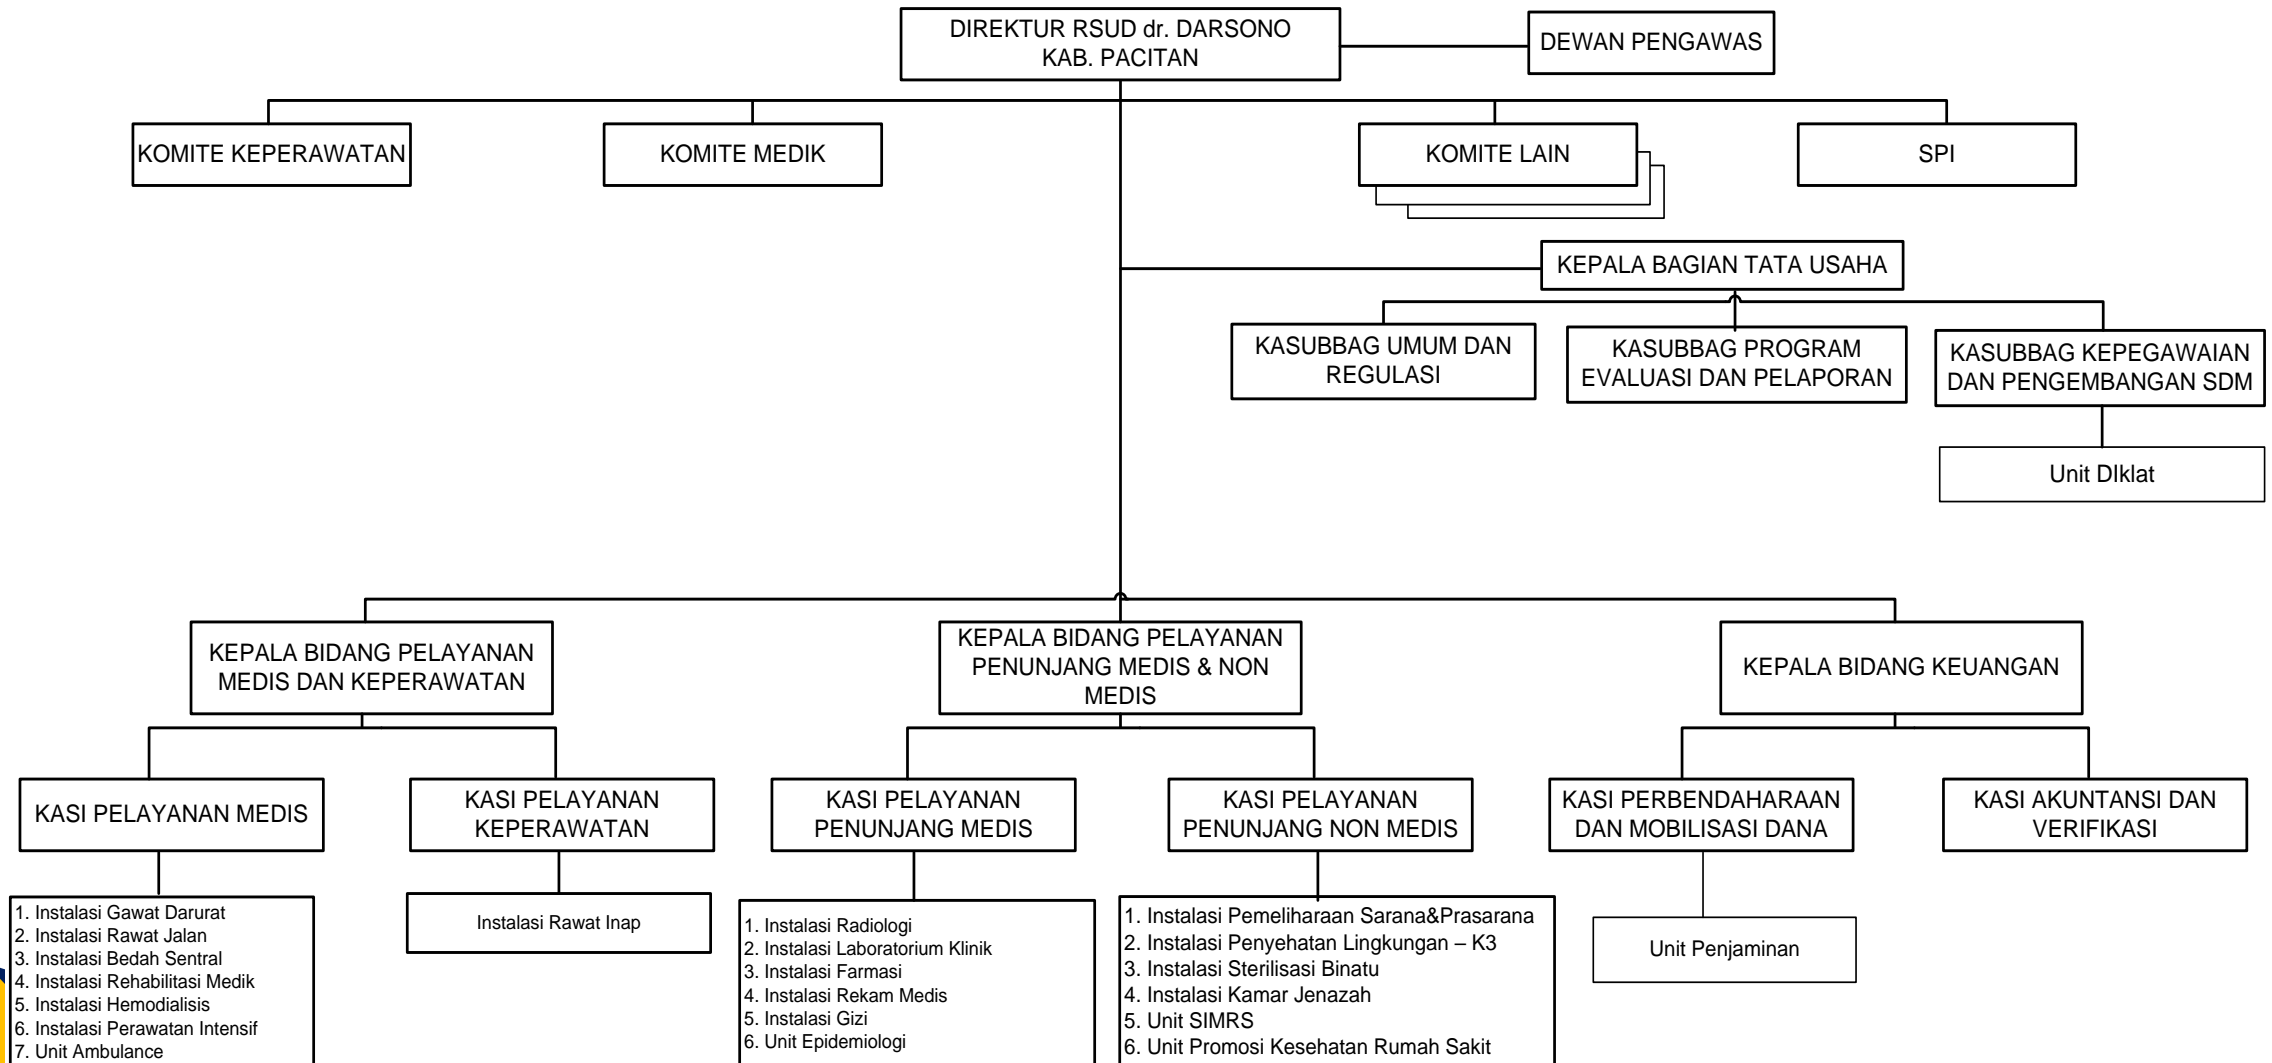 DIREKTUR RSUD dr. DARSONO
KAB. PACITAN
DEWAN PENGAWAS
KOMITE KEPERAWATAN
KOMITE MEDIK
KOMITE LAIN
SPI
KEPALA BAGIAN TATA USAHA
KASUBBAG UMUM DAN
REGULASI
KASUBBAG PROGRAM
EVALUASI DAN PELAPORAN
KASUBBAG KEPEGAWAIAN
DAN PENGEMBANGAN SDM
Unit DIklat
KEPALA BIDANG PELAYANAN
MEDIS DAN KEPERAWATAN
KEPALA BIDANG PELAYANAN
PENUNJANG MEDIS & NON
MEDIS
KEPALA BIDANG KEUANGAN
KASI PELAYANAN MEDIS
KASI PELAYANAN
KEPERAWATAN
KASI PELAYANAN
PENUNJANG MEDIS
KASI PELAYANAN
PENUNJANG NON MEDIS
KASI PERBENDAHARAAN
DAN MOBILISASI DANA
KASI AKUNTANSI DAN
VERIFIKASI
1. Instalasi Gawat Darurat
2. Instalasi Rawat Jalan
3. Instalasi Bedah Sentral
4. Instalasi Rehabilitasi Medik
5. Instalasi Hemodialisis
6. Instalasi Perawatan Intensif
7. Unit Ambulance
Instalasi Rawat Inap
1. Instalasi Radiologi
2. Instalasi Laboratorium Klinik
3. Instalasi Farmasi
4. Instalasi Rekam Medis
5. Instalasi Gizi
6. Unit Epidemiologi
1. Instalasi Pemeliharaan Sarana&Prasarana
2. Instalasi Penyehatan Lingkungan – K3
3. Instalasi Sterilisasi Binatu
4. Instalasi Kamar Jenazah
5. Unit SIMRS
6. Unit Promosi Kesehatan Rumah Sakit
Unit Penjaminan